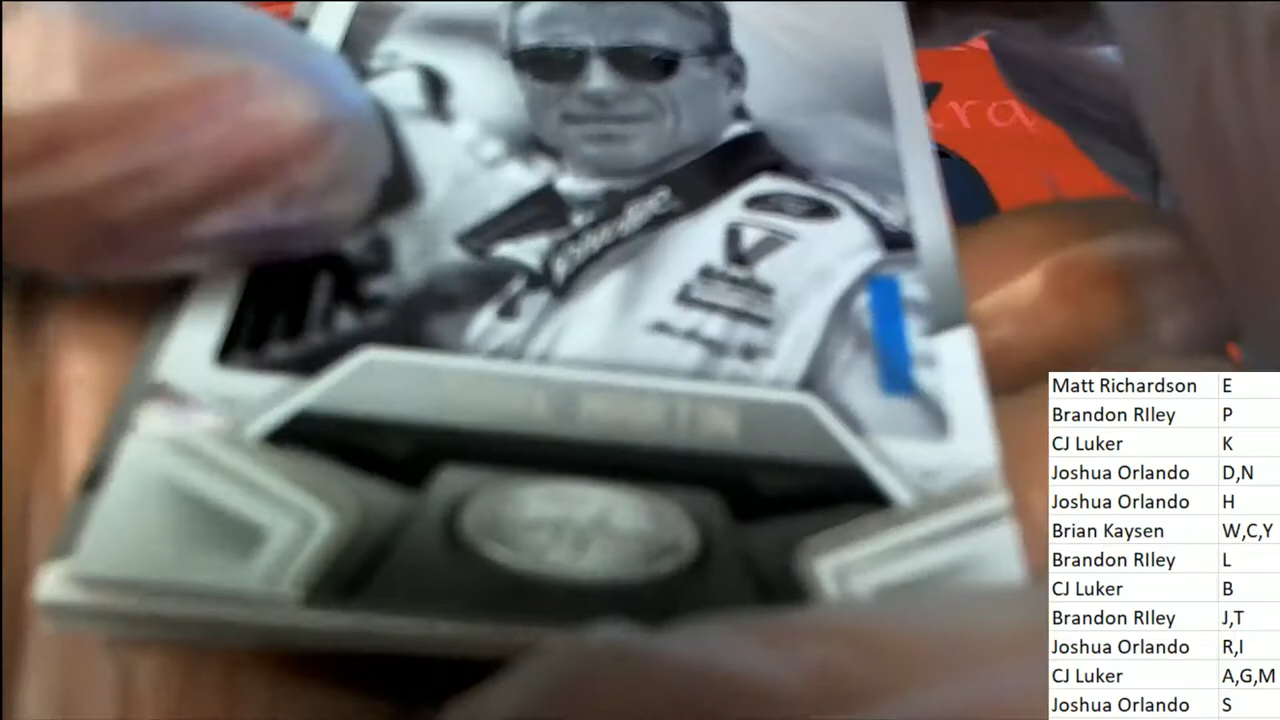 Matt Richardson E
Brandon RIley P
CJ Luker K
Joshua Orlando D,N
Joshua Orlando H
Brian Kaysen W,C,Y
Brandon RIley L
CJ Luker B
Brandon RIley J,T
Joshua Orlando R,I
CJ Luker A,G,M
Joshua Orlando S